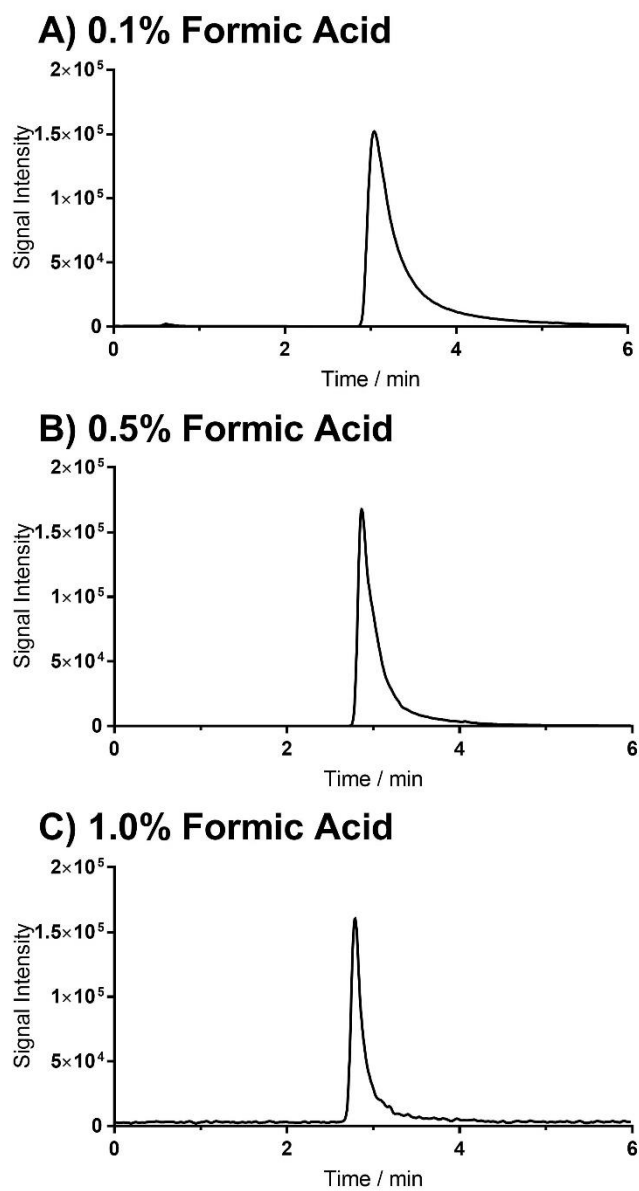 A) 0.1% Formic Acid
2×10⁵
1.5×10⁵
1×10⁵
5×10⁴
0
Signal Intensity
0 2 4 6
Time / min
B) 0.5% Formic Acid
2×10⁵
1.5×10⁵
1×10⁵
5×10⁴
0
Signal Intensity
0 2 4 6
Time / min
C) 1.0% Formic Acid
2×10⁵
1.5×10⁵
1×10⁵
5×10⁴
0
Signal Intensity
0 2 4 6
Time / min